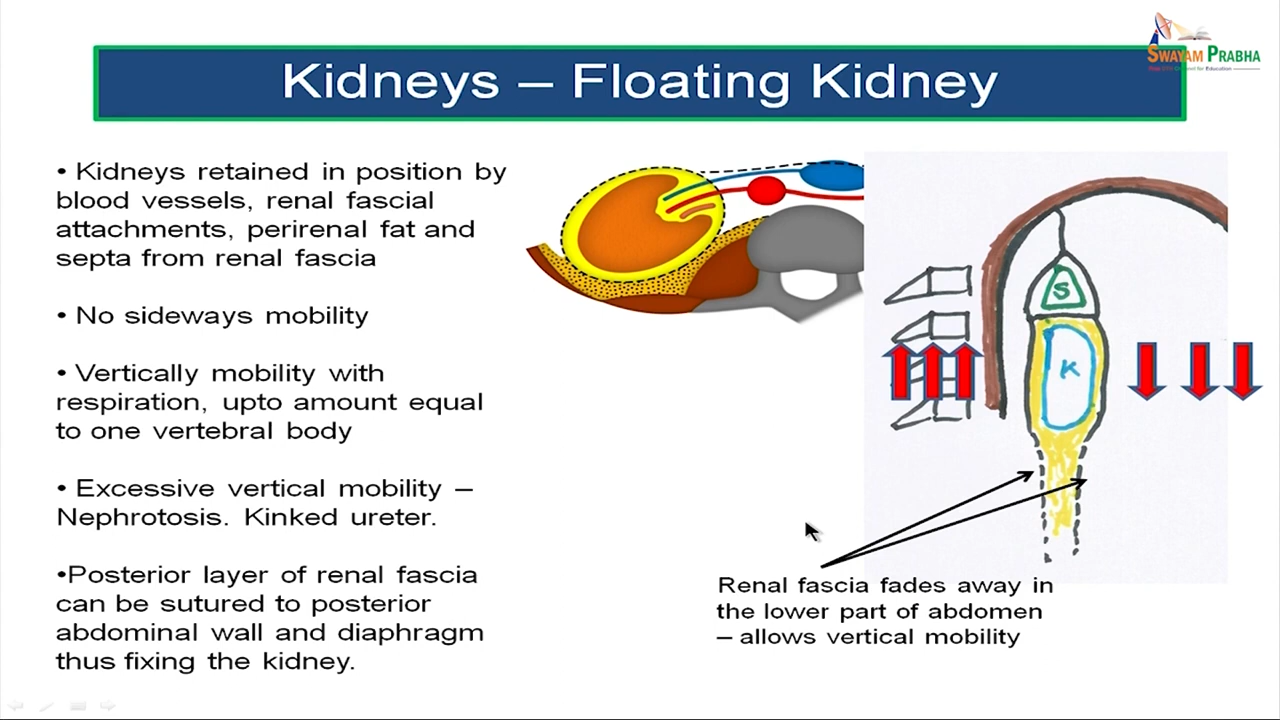 SWAYAM PRABHA
Kidneys – Floating Kidney
• Kidneys retained in position by
blood vessels, renal fascial
attachments, perirenal fat and
septa from renal fascia
• No sideways mobility
• Vertically mobility with
respiration, upto amount equal
to one vertebral body
• Excessive vertical mobility –
Nephrotosis. Kinked ureter.
•Posterior layer of renal fascia
can be sutured to posterior
abdominal wall and diaphragm
thus fixing the kidney.
S
K
Renal fascia fades away in
the lower part of abdomen
– allows vertical mobility